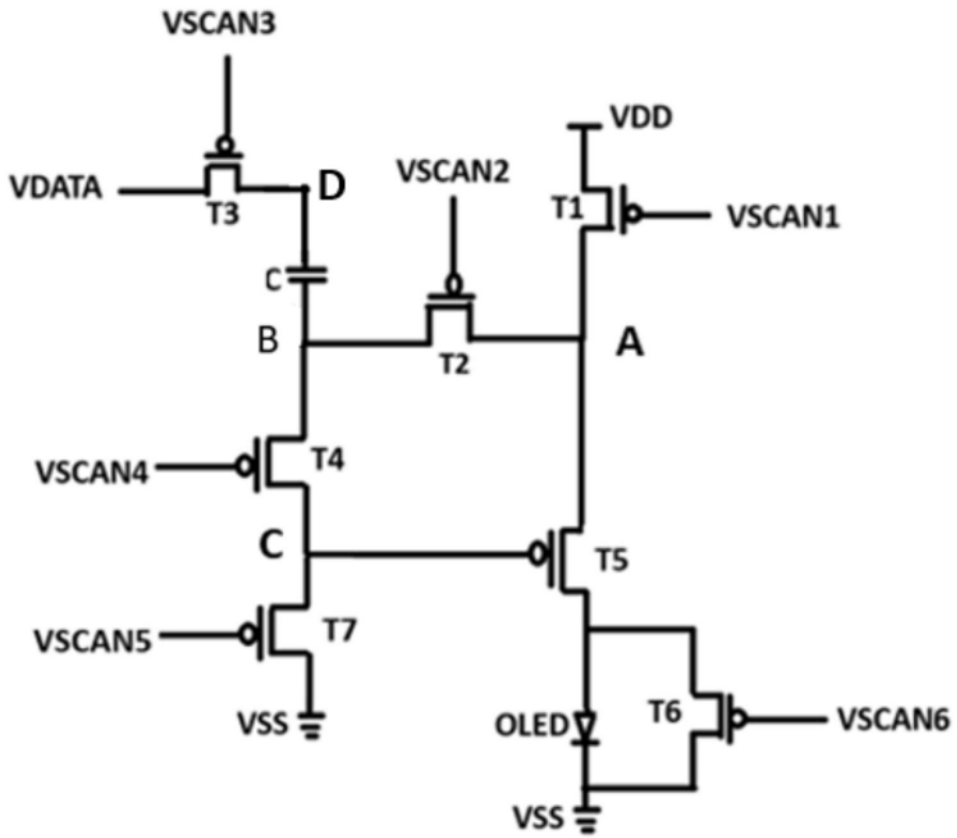 VSCAN3
VDD
VSCAN2
VDATA
D
T3
T1
VSCAN1
C
B
A
T2
T4
VSCAN4
C
T5
T7
VSCAN5
VSS
OLED
T6
VSCAN6
VSS